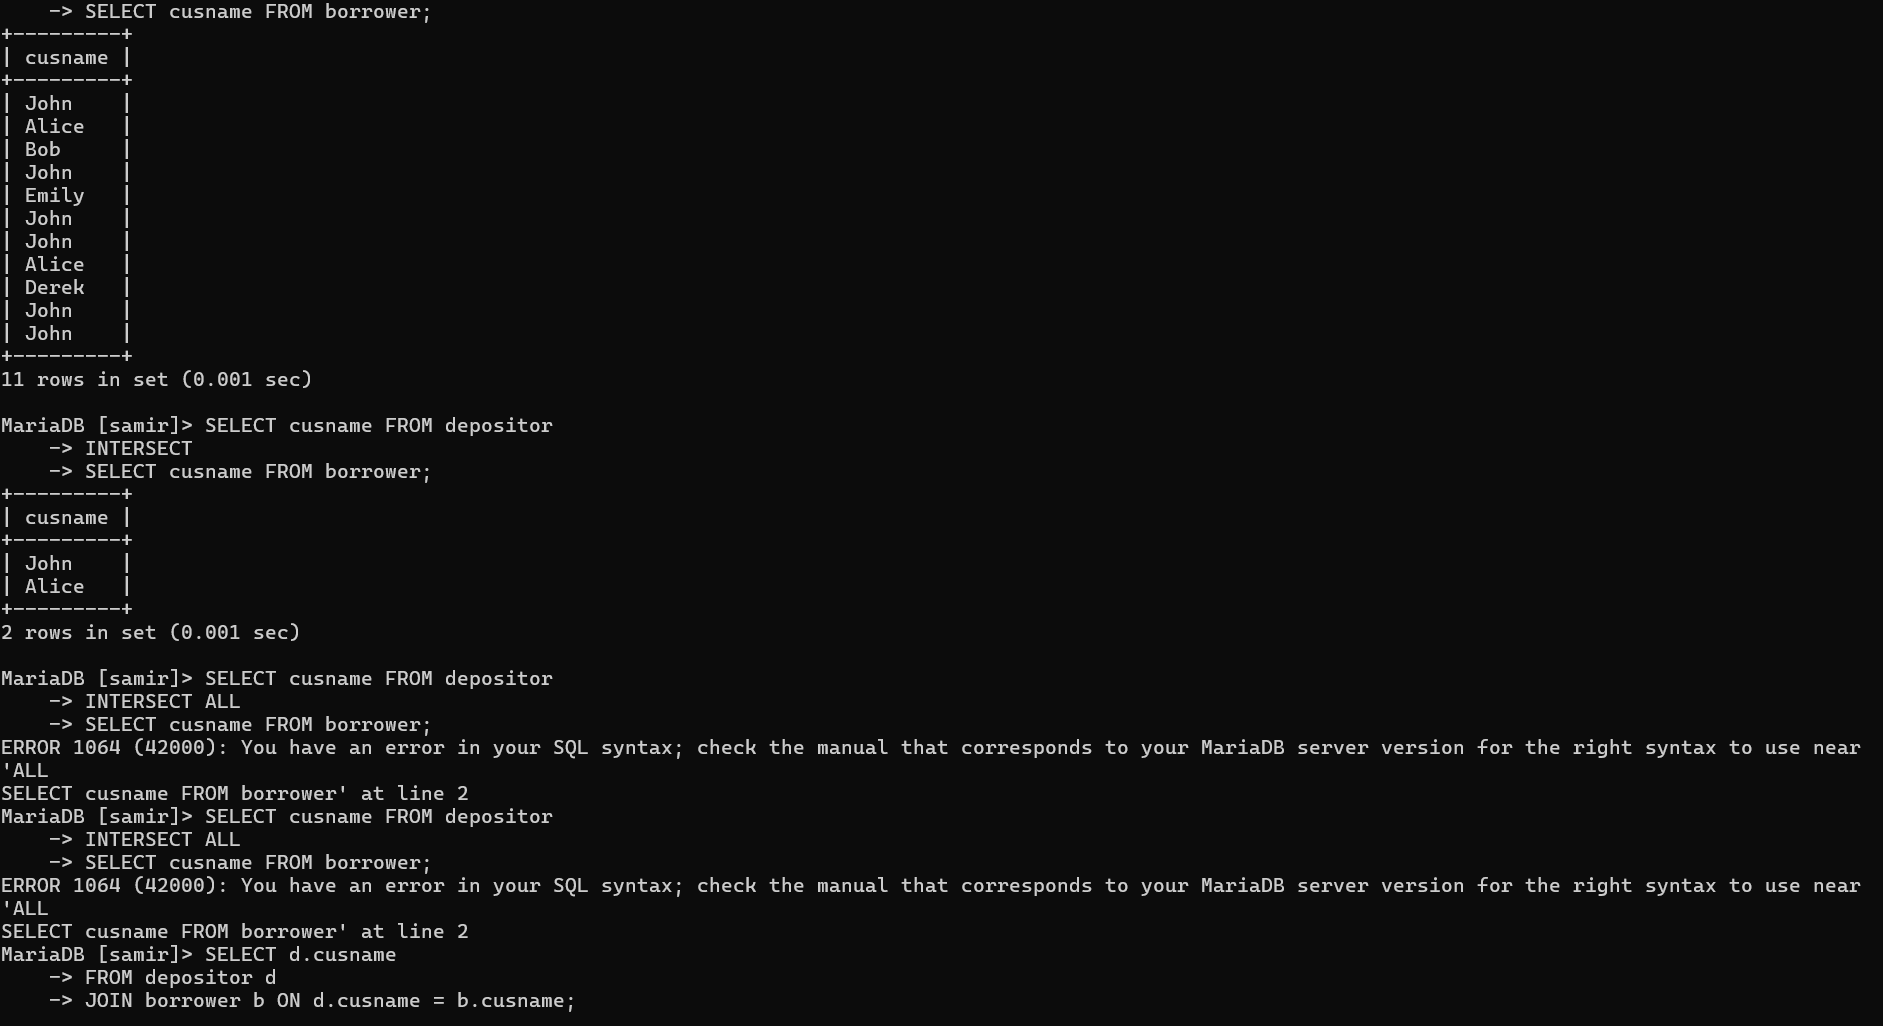 -> SELECT cusname FROM borrower;
+---------+
| cusname |
+---------+
| John    |
| Alice   |
| Bob     |
| John    |
| Emily   |
| John    |
| John    |
| Alice   |
| Derek   |
| John    |
| John    |
+---------+
11 rows in set (0.001 sec)

MariaDB [samir]> SELECT cusname FROM depositor
    -> INTERSECT
    -> SELECT cusname FROM borrower;
+---------+
| cusname |
+---------+
| John    |
| Alice   |
+---------+
2 rows in set (0.001 sec)

MariaDB [samir]> SELECT cusname FROM depositor
    -> INTERSECT ALL
    -> SELECT cusname FROM borrower;
ERROR 1064 (42000): You have an error in your SQL syntax; check the manual that corresponds to your MariaDB server version for the right syntax to use near
'ALL
SELECT cusname FROM borrower' at line 2
MariaDB [samir]> SELECT cusname FROM depositor
    -> INTERSECT ALL
    -> SELECT cusname FROM borrower;
ERROR 1064 (42000): You have an error in your SQL syntax; check the manual that corresponds to your MariaDB server version for the right syntax to use near
'ALL
SELECT cusname FROM borrower' at line 2
MariaDB [samir]> SELECT d.cusname
    -> FROM depositor d
    -> JOIN borrower b ON d.cusname = b.cusname;